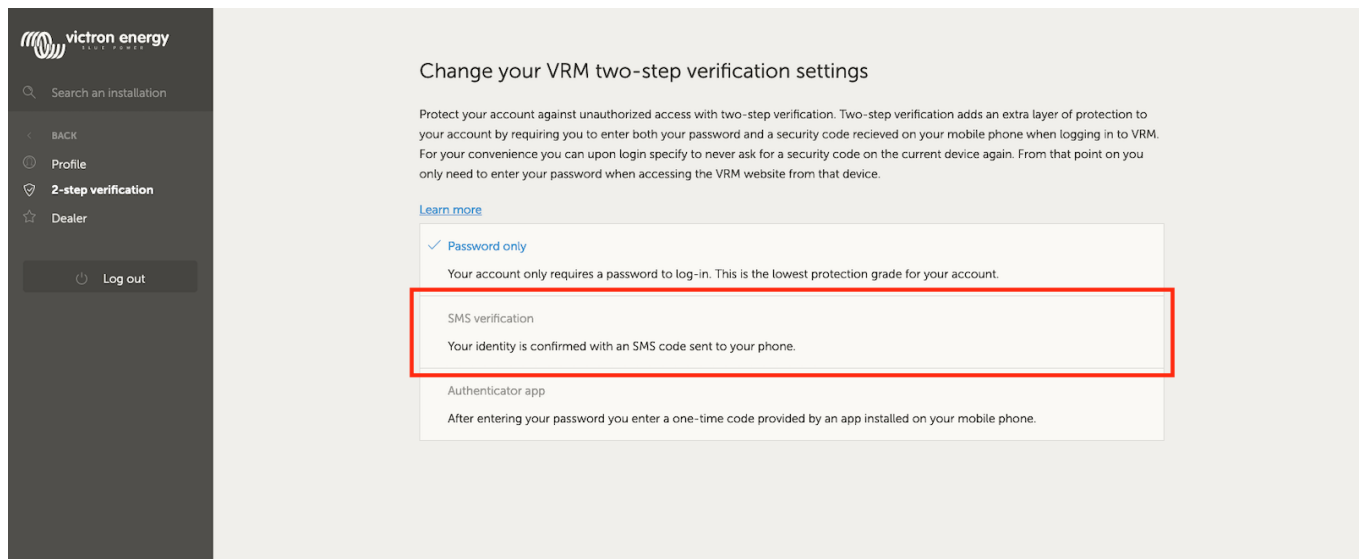 victron energy
BLUE POWER
Search an installation
BACK
Profile
2-step verification
Dealer
Log out
Change your VRM two-step verification settings
Protect your account against unauthorized access with two-step verification. Two-step verification adds an extra layer of protection to
your account by requiring you to enter both your password and a security code recieved on your mobile phone when logging in to VRM.
For your convenience you can upon login specify to never ask for a security code on the current device again. From that point on you
only need to enter your password when accessing the VRM website from that device.
Learn more
Password only
Your account only requires a password to log-in. This is the lowest protection grade for your account.
SMS verification
Your identity is confirmed with an SMS code sent to your phone.
Authenticator app
After entering your password you enter a one-time code provided by an app installed on your mobile phone.